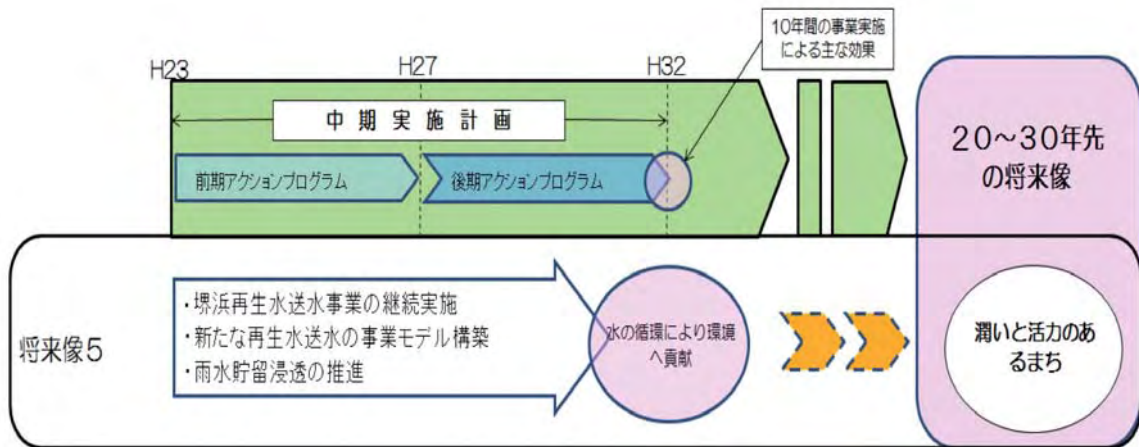 10年間の事業実施
による主な効果
H23
H27
H32
中期実施計画
前期アクションプログラム
後期アクションプログラム
20～30年先
の将来像
将来像5
・堺浜再生水送水事業の継続実施
・新たな再生水送水の事業モデル構築
・雨水貯留浸透の推進
水の循環により環境
へ貢献
潤いと活力のあ
るまち